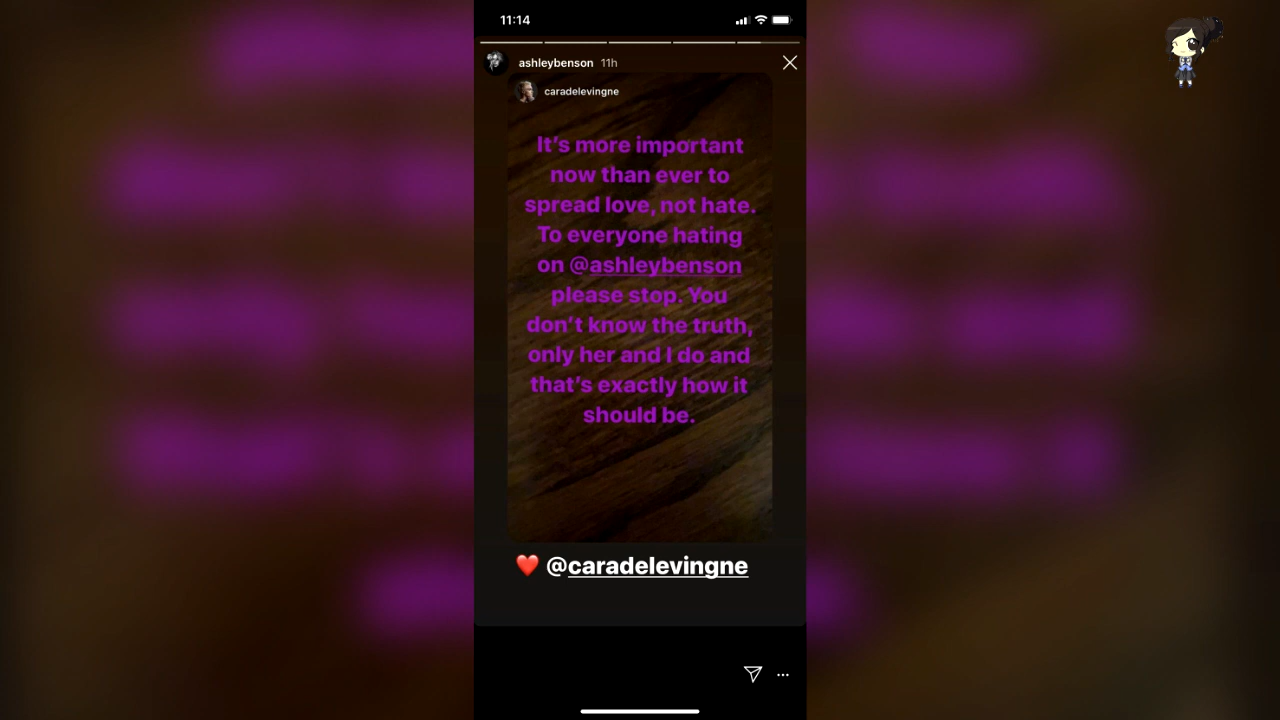 11:14
ashleybenson 11h
caradelevingne
It's more important
now than ever to
spread love, not hate.
To everyone hating
on @ashleybenson
please stop. You
don't know the truth,
only her and I do and
that's exactly how it
should be.
❤️ @caradelevingne